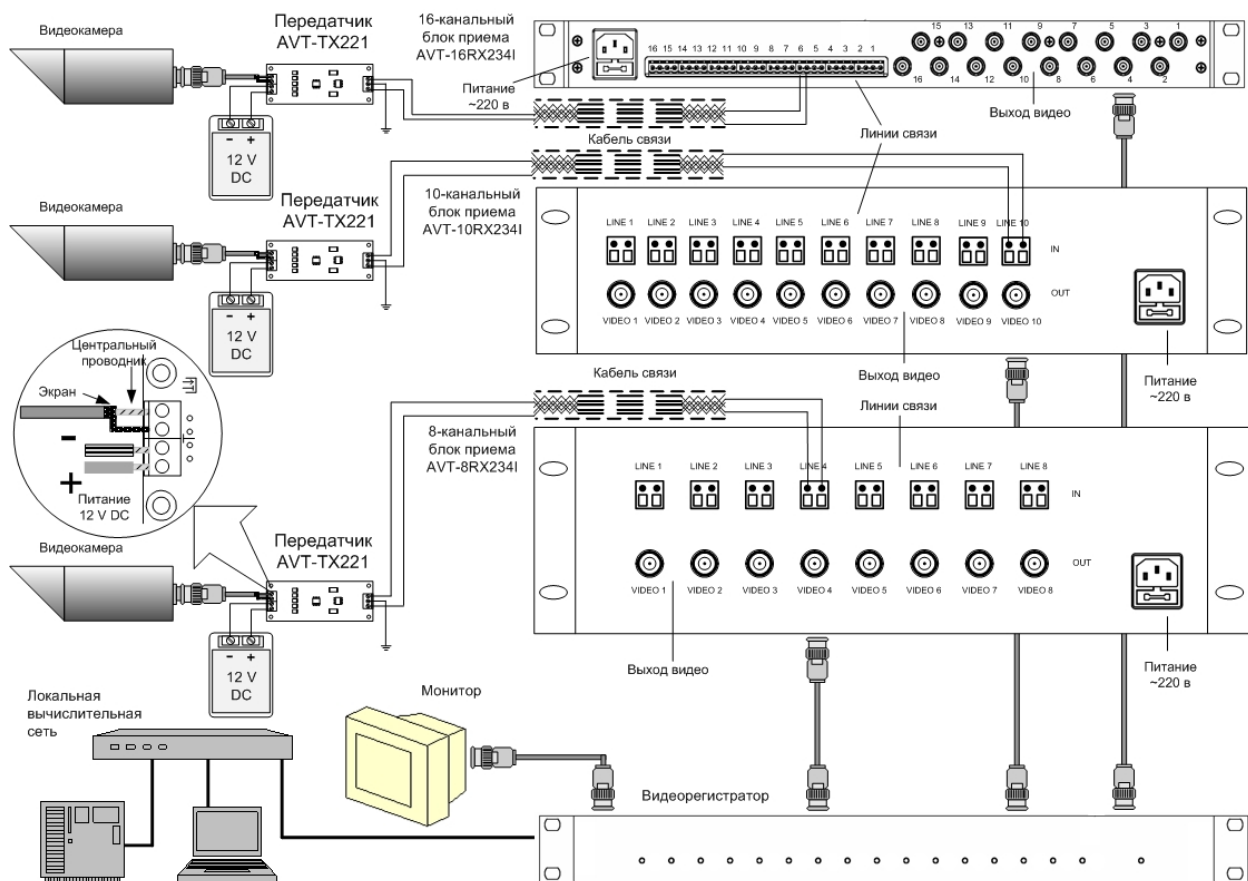 Видеокамера
Передатчик
AVT-TX221
16-канальный
блок приема
AVT-16RX234I
Питание
~220 в
16 15 14 13 12 11 10 9 8 7 6 5 4 3 2 1
15 13 11 9 7 5 3 1
16 14 12 10 8 6 4 2
Выход видео
Линии связи
Кабель связи
- +
12 V
DC
Видеокамера
Передатчик
AVT-TX221
10-канальный
блок приема
AVT-10RX234I
LINE 1 LINE 2 LINE 3 LINE 4 LINE 5 LINE 6 LINE 7 LINE 8 LINE 9 LINE 10
IN
OUT
VIDEO 1 VIDEO 2 VIDEO 3 VIDEO 4 VIDEO 5 VIDEO 6 VIDEO 7 VIDEO 8 VIDEO 9 VIDEO 10
- +
12 V
DC
Выход видео
Питание
~220 в
Центральный
проводник
Экран
-
+
Питание
12 V DC
Кабель связи
Линии связи
8-канальный
блок приема
AVT-8RX234I
LINE 1 LINE 2 LINE 3 LINE 4 LINE 5 LINE 6 LINE 7 LINE 8
IN
OUT
VIDEO 1 VIDEO 2 VIDEO 3 VIDEO 4 VIDEO 5 VIDEO 6 VIDEO 7 VIDEO 8
Видеокамера
Передатчик
AVT-TX221
- +
12 V
DC
Выход видео
Питание
~220 в
Локальная
вычислительная
сеть
Монитор
Видеорегистратор